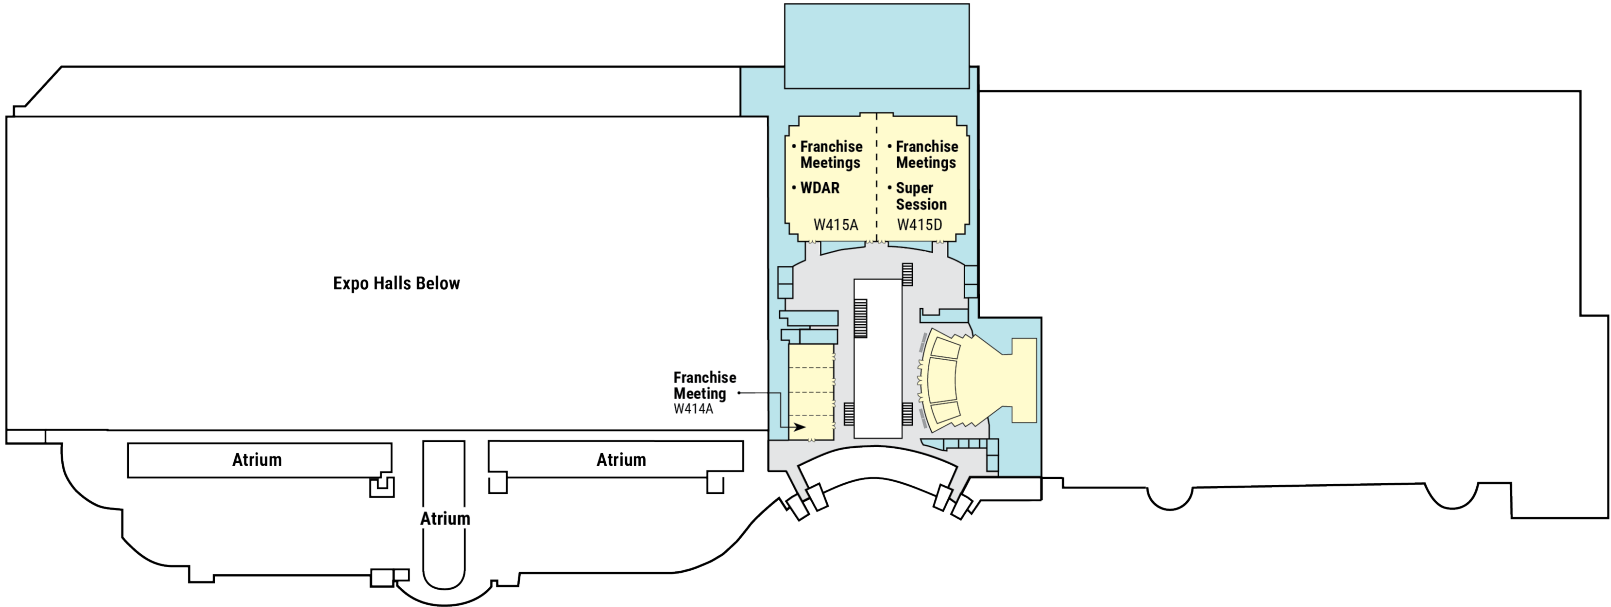 • Franchise
Meetings
• WDAR
W415A
• Franchise
Meetings
• Super
Session
W415D
Expo Halls Below
Franchise
Meeting
W414A
Atrium
Atrium
Atrium